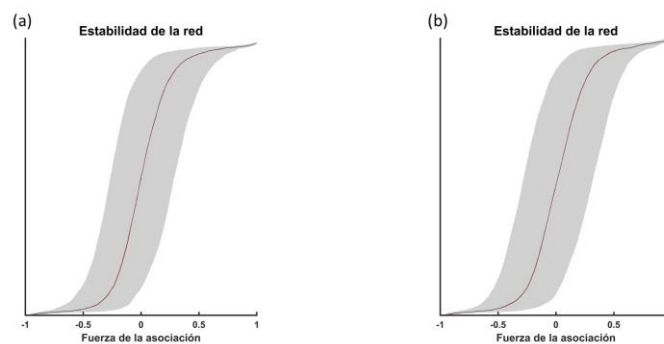 (a)
Estabilidad de la red
-1 -0.5 0 0.5 1
Fuerza de la asociación
(b)
Estabilidad de la red
-1 -0.5 0 0.5
Fuerza de la asociación